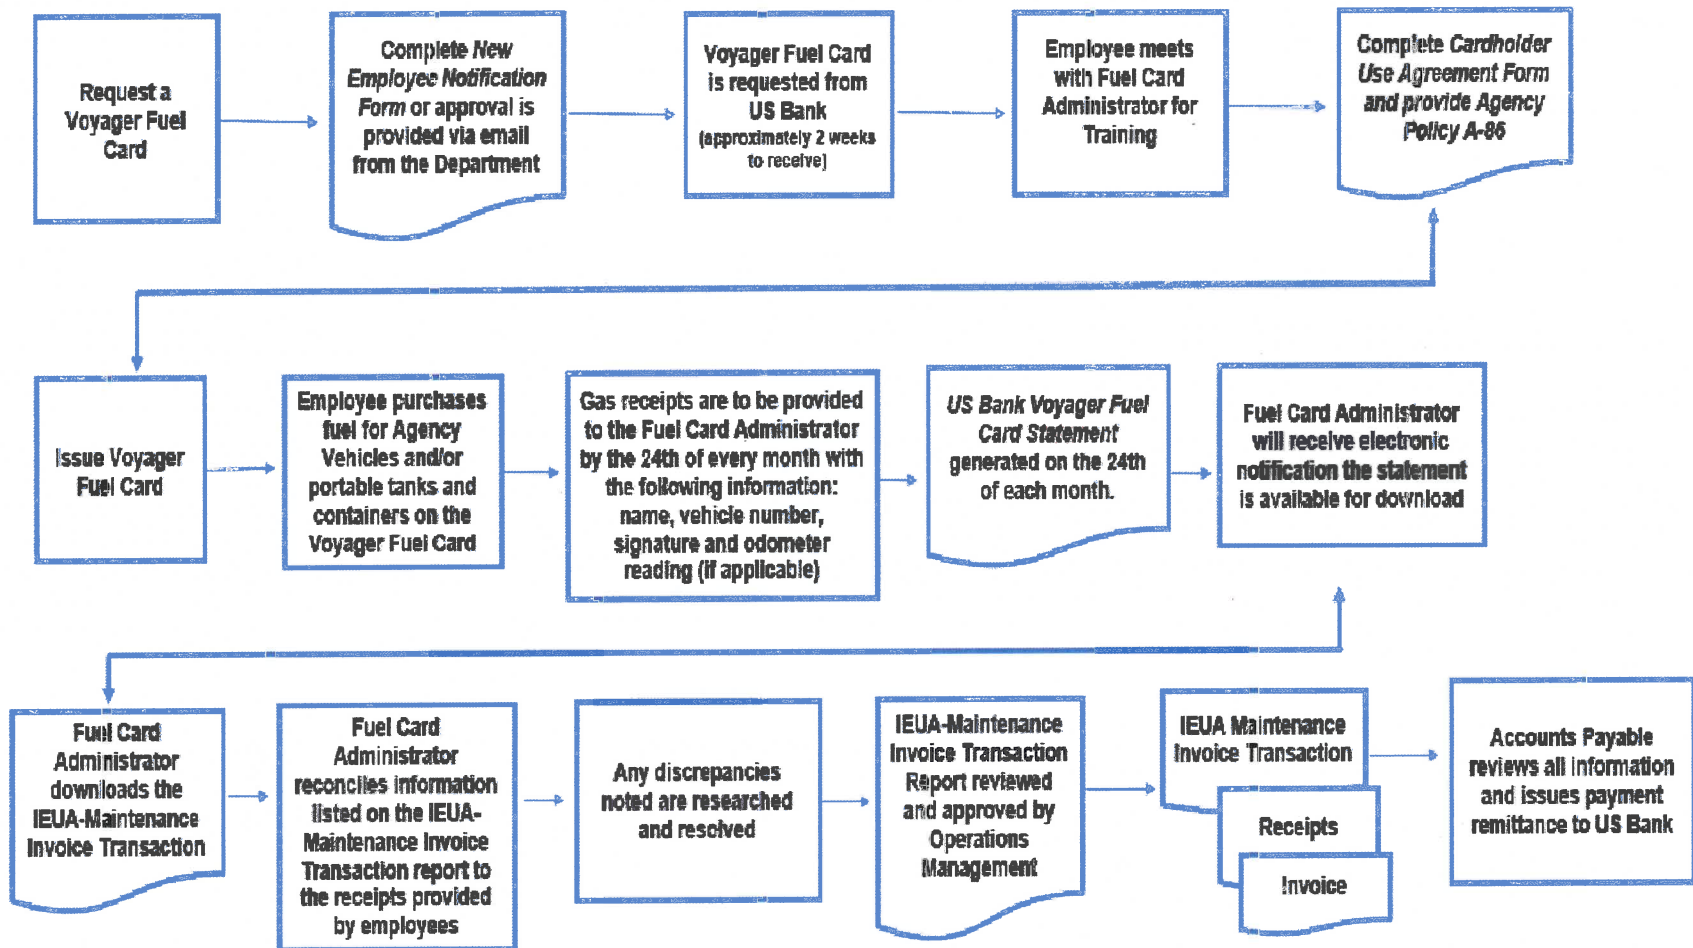 Request a
Voyager Fuel
Card
Complete New
Employee Notification
Form or approval is
provided via email
from the Department
Voyager Fuel Card
is requested from
US Bank
(approximately 2 weeks
to receive)
Employee meets
with Fuel Card
Administrator for
Training
Complete Cardholder
Use Agreement Form
and provide Agency
Policy A-86
Issue Voyager
Fuel Card
Employee purchases
fuel for Agency
Vehicles and/or
portable tanks and
containers on the
Voyager Fuel Card
Gas receipts are to be provided
to the Fuel Card Administrator
by the 24th of every month with
the following information:
name, vehicle number,
signature and odometer
reading (if applicable)
US Bank Voyager Fuel
Card Statement
generated on the 24th
of each month.
Fuel Card Administrator
will receive electronic
notification the statement
is available for download
Fuel Card
Administrator
downloads the
IEUA-Maintenance
Invoice Transaction
Fuel Card
Administrator
reconciles information
listed on the IEUA-
Maintenance Invoice
Transaction report to
the receipts provided
by employees
Any discrepancies
noted are researched
and resolved
IEUA-Maintenance
Invoice Transaction
Report reviewed
and approved by
Operations
Management
IEUA Maintenance
Invoice Transaction
Receipts
Invoice
Accounts Payable
reviews all information
and issues payment
remittance to US Bank